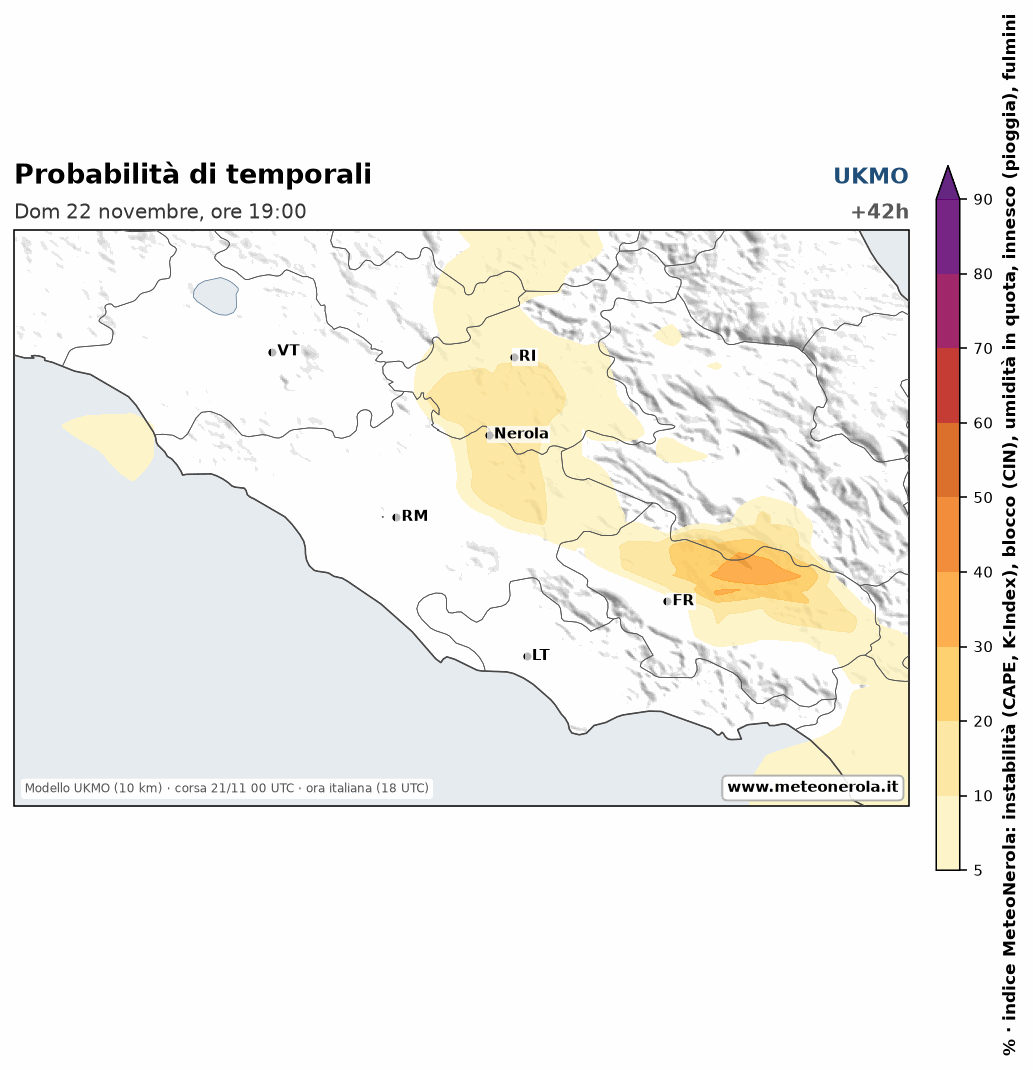 Probabilità di temporali
UKMO
Dom 22 novembre, ore 19:00
+42h
VT
RI
Nerola
RM
FR
LT
Modello UKMO (10 km) · corsa 21/11 00 UTC · ora italiana (18 UTC)
www.meteonerola.it
90
80
70
60
50
40
30
20
10
5
% · indice MeteoNerola: instabilità (CAPE, K-Index), blocco (CIN), umidità in quota, innesco (pioggia), fulmini